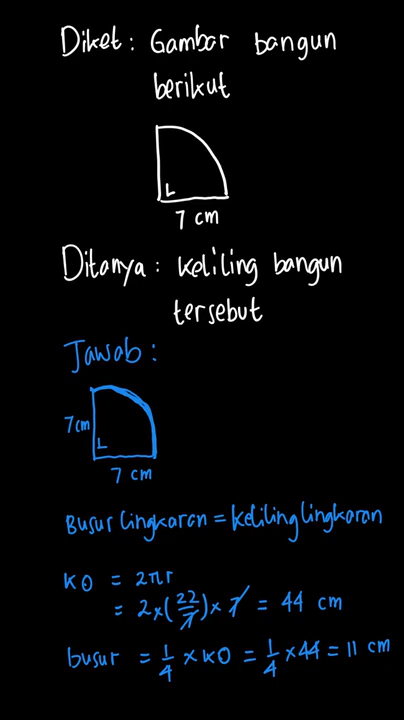 Diket: Gambar bangun
berikut
7 cm
Ditanya: keliling bangun
tersebut
Jawab:
7cm
7 cm
Busur lingkaran = keliling lingkaran
KO = 2πr
= 2×(22/7)×7 = 44 cm
busur = 1/4 × KO = 1/4 × 44 = 11 cm